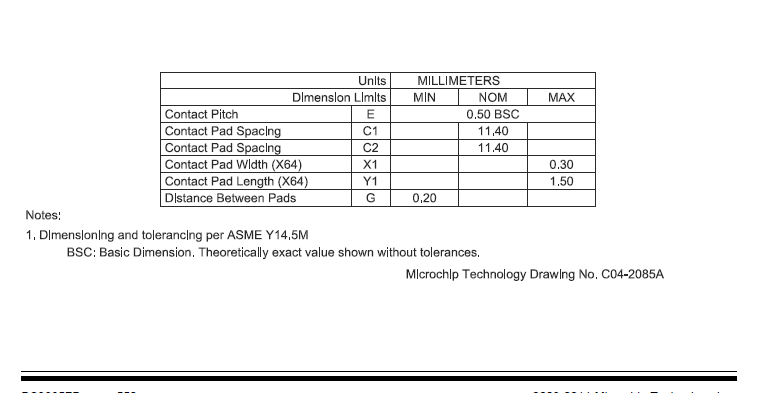 Units MILLIMETERS
Dimension Limits MIN NOM MAX
Contact Pitch E 0.50 BSC
Contact Pad Spacing C1 11.40
Contact Pad Spacing C2 11.40
Contact Pad Width (X64) X1 0.30
Contact Pad Length (X64) Y1 1.50
Distance Between Pads G 0.20
Notes:
1. Dimensioning and tolerancing per ASME Y14.5M
BSC: Basic Dimension. Theoretically exact value shown without tolerances.
Microchip Technology Drawing No. C04-2085A